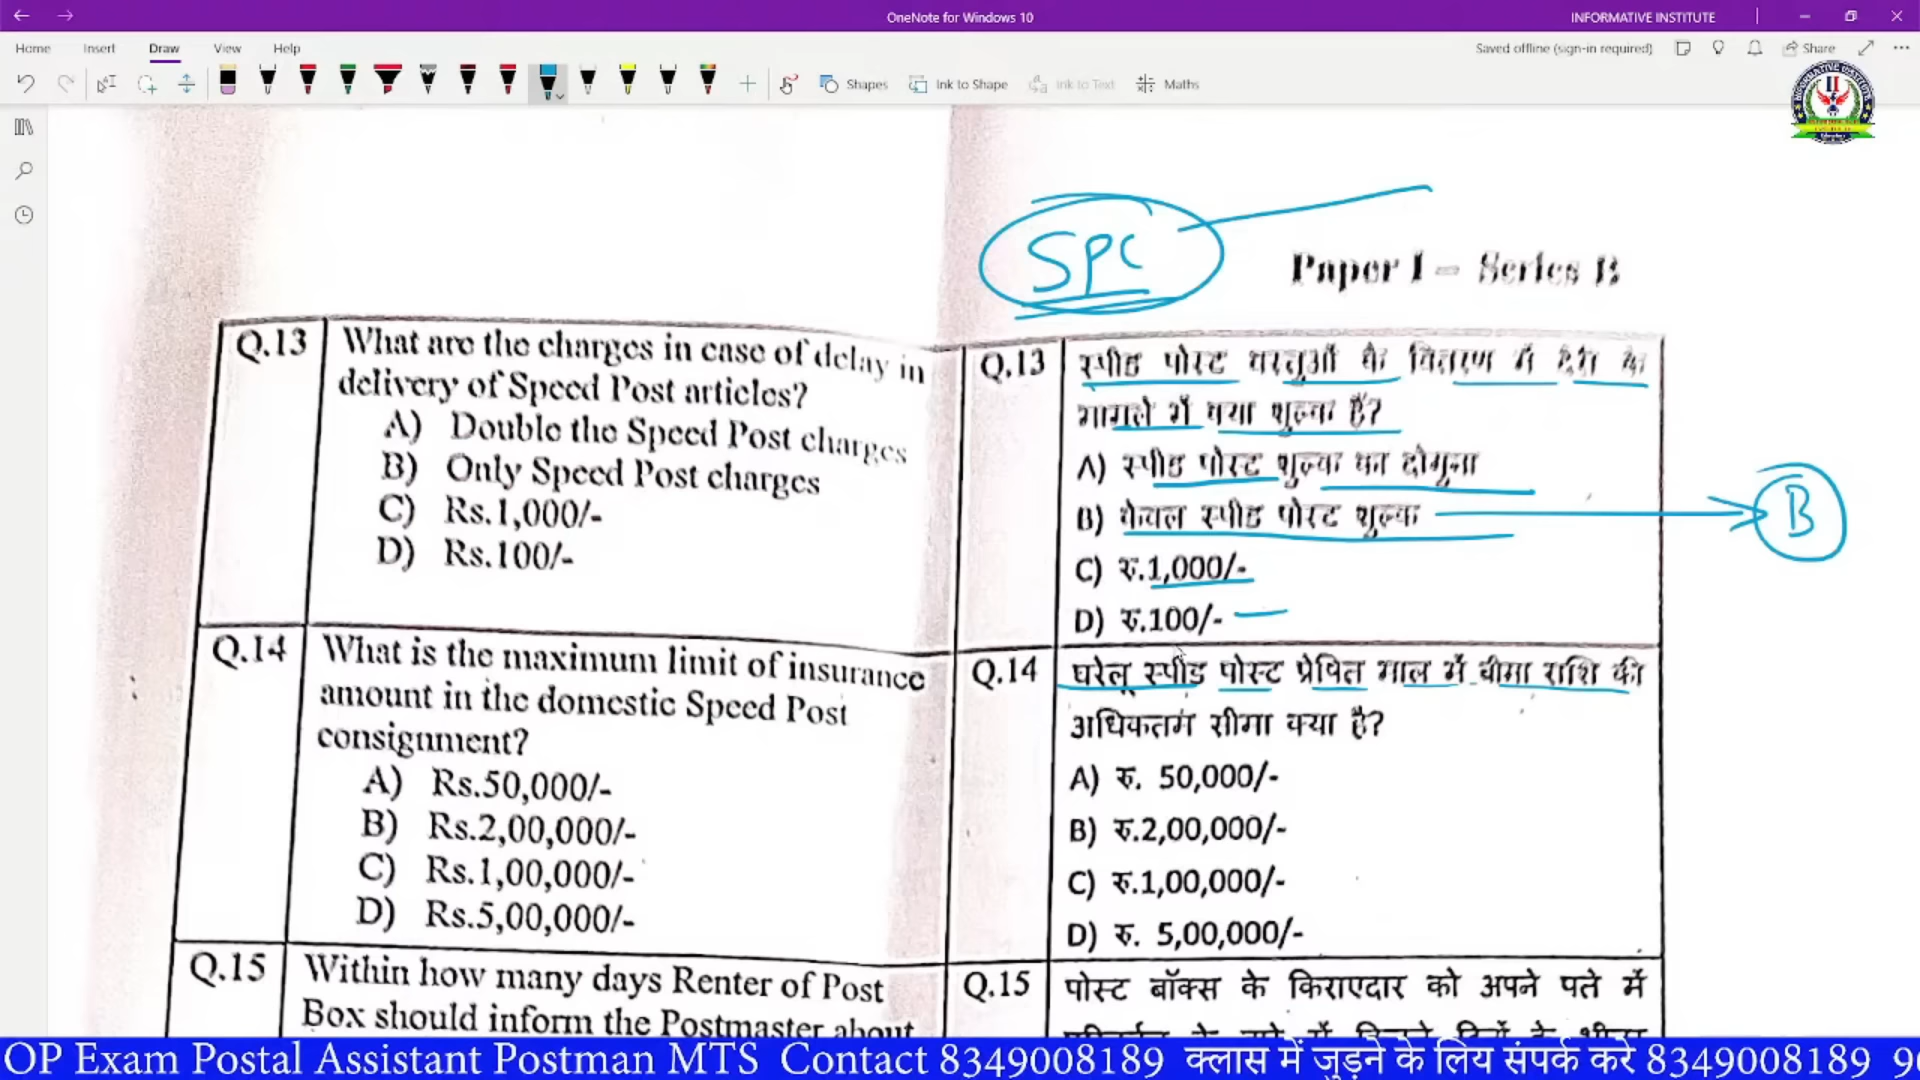 OneNote for Windows 10
INFORMATIVE INSTITUTE
Home Insert Draw View Help
Saved offline (sign-in required)
Share
Shapes
Ink to Shape
Ink to Text
Maths
SPC
Paper I – Series B
Q.13 What are the charges in case of delay in
delivery of Speed Post articles?
A) Double the Speed Post charges
B) Only Speed Post charges
C) Rs.1,000/-
D) Rs.100/-
Q.14 What is the maximum limit of insurance
amount in the domestic Speed Post
consignment?
A) Rs.50,000/-
B) Rs.2,00,000/-
C) Rs.1,00,000/-
D) Rs.5,00,000/-
Q.15 Within how many days Renter of Post
Box should inform the Postmaster about
Q.13 स्पीड पोस्ट वस्तुओं के वितरण में देरी के
मामले में क्या शुल्क हैं?
A) स्पीड पोस्ट शुल्क का दोगुना
B) केवल स्पीड पोस्ट शुल्क
B
C) रु.1,000/-
D) रु.100/-
Q.14 घरेलू स्पीड पोस्ट प्रेषित माल में बीमा राशि की
अधिकतम सीमा क्या है?
A) रु. 50,000/-
B) रु.2,00,000/-
C) रु.1,00,000/-
D) रु. 5,00,000/-
Q.15 पोस्ट बॉक्स के किराएदार को अपने पते में
OP Exam Postal Assistant Postman MTS Contact 8349008189 क्लास में जुड़ने के लिय संपर्क करे 8349008189 9